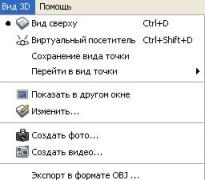 Вид 3D Помощь
Вид сверху Ctrl+D
Виртуальный посетитель Ctrl+Shift+D
Сохранение вида точки
Перейти в вид точки
Показать в другом окне
Изменить...
Создать фото...
Создать видео...
Экспорт в формате OBJ ...